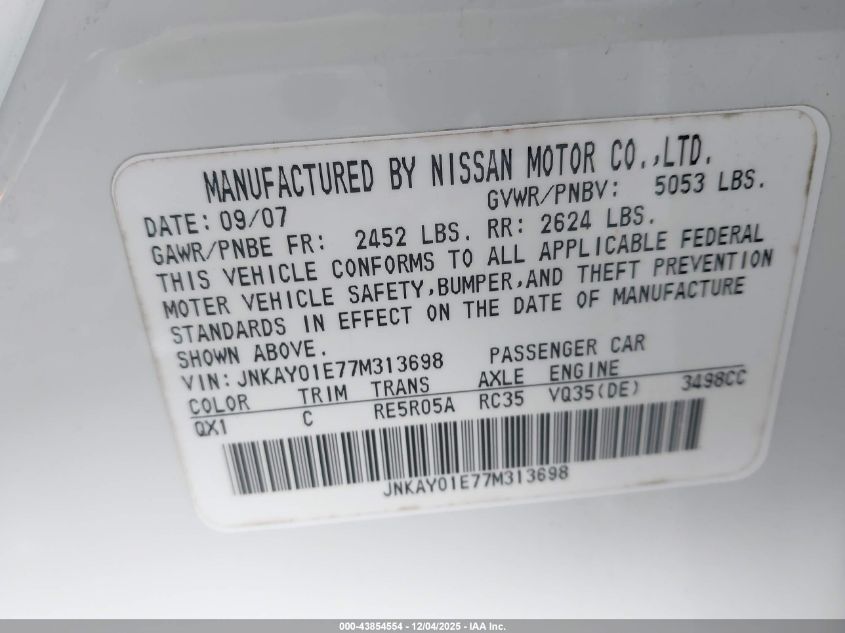 MANUFACTURED BY NISSAN MOTOR CO.,LTD.
DATE: 09/07 GVWR/PNBV: 5053 LBS.
GAWR/PNBE FR: 2452 LBS. RR: 2624 LBS.
THIS VEHICLE CONFORMS TO ALL APPLICABLE FEDERAL
MOTER VEHICLE SAFETY,BUMPER,AND THEFT PREVENTION
STANDARDS IN EFFECT ON THE DATE OF MANUFACTURE
SHOWN ABOVE.
VIN: JNKAY01E77M313698 PASSENGER CAR
COLOR TRIM TRANS AXLE ENGINE
QX1 C RE5R05A RC35 VQ35(DE) 3498CC
JNKAY01E77M313698
000-43854554 - 12/04/2025 - IAA Inc.